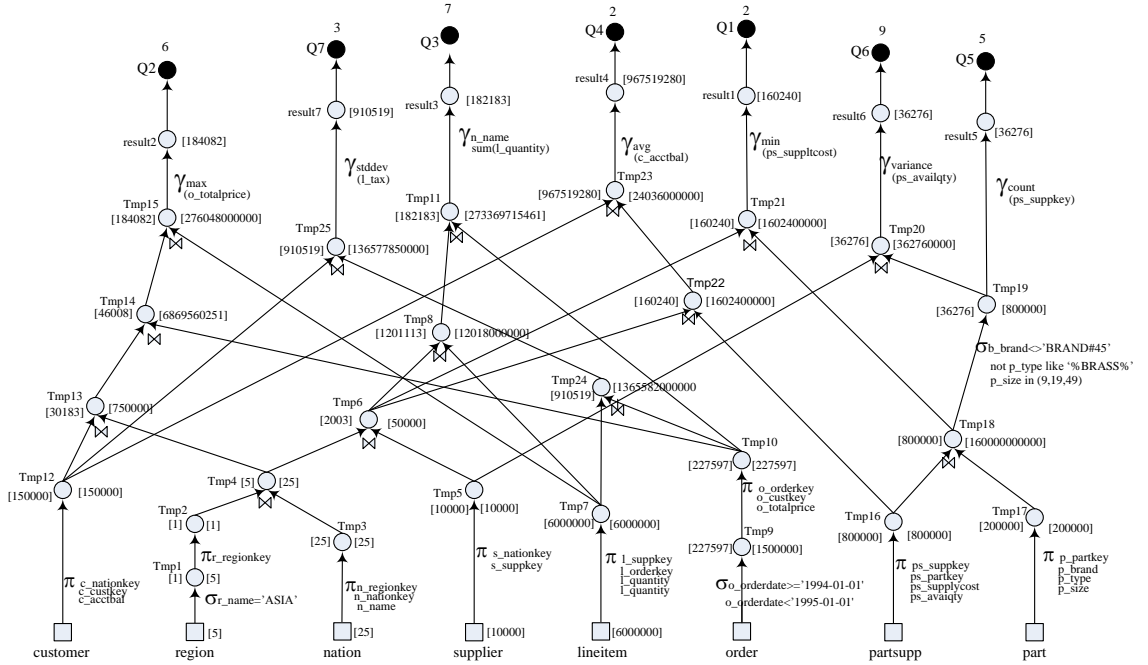 6
3
7
2
2
9
5
Q2
Q7
Q3
Q4
Q1
Q6
Q5
result2 [184082]
result7 [910519]
result3 [182183]
result4 [967519280]
result1 [160240]
result6 [36276]
result5 [36276]
γmax
(o_totalprice)
γstddev
(l_tax)
γn_name
sum(l_quantity)
γavg
(c_acctbal)
γmin
(ps_suppltcost)
γvariance
(ps_availqty)
γcount
(ps_suppkey)
Tmp15
[184082] [276048000000]
Tmp25
[910519] [136577850000]
Tmp11
[182183] [273369715461]
Tmp23
[967519280] [24036000000]
Tmp21
[160240] [1602400000]
Tmp20
[36276] [362760000]
Tmp14
[46008] [6869560251]
Tmp8
[1201113] [12018000000]
Tmp22
[160240] [1602400000]
Tmp19
[36276] [800000]
σb_brand<>'BRAND#45'
not p_type like '%BRASS%'
p_size in (9,19,49)
Tmp13
[30183] [750000]
Tmp6
[2003] [50000]
Tmp24
[910519] [1365582000000
Tmp18
[800000] [160000000000]
Tmp12
[150000] [150000]
Tmp4 [5] [25]
Tmp5
[10000] [10000]
Tmp7
[6000000] [6000000]
Tmp10
[227597] [227597]
π o_orderkey
o_custkey
o_totalprice
Tmp2
[1] [1]
Tmp3
[25] [25]
Tmp9
[227597] [1500000]
Tmp16
[800000] [800000]
Tmp17
[200000] [200000]
πr_regionkey
Tmp1
[1] [5]
π c_nationkey
c_custkey
c_acctbal
σr_name='ASIA'
πn_regionkey
n_nationkey
n_name
π s_nationkey
s_suppkey
π l_suppkey
l_orderkey
l_quantity
l_quantity
σo_orderdate>='1994-01-01'
o_orderdate<'1995-01-01'
π ps_suppkey
ps_partkey
ps_supplycost
ps_avaiqty
π p_partkey
p_brand
p_type
p_size
[5]
[25]
[10000]
[6000000]
customer
region
nation
supplier
lineitem
order
partsupp
part